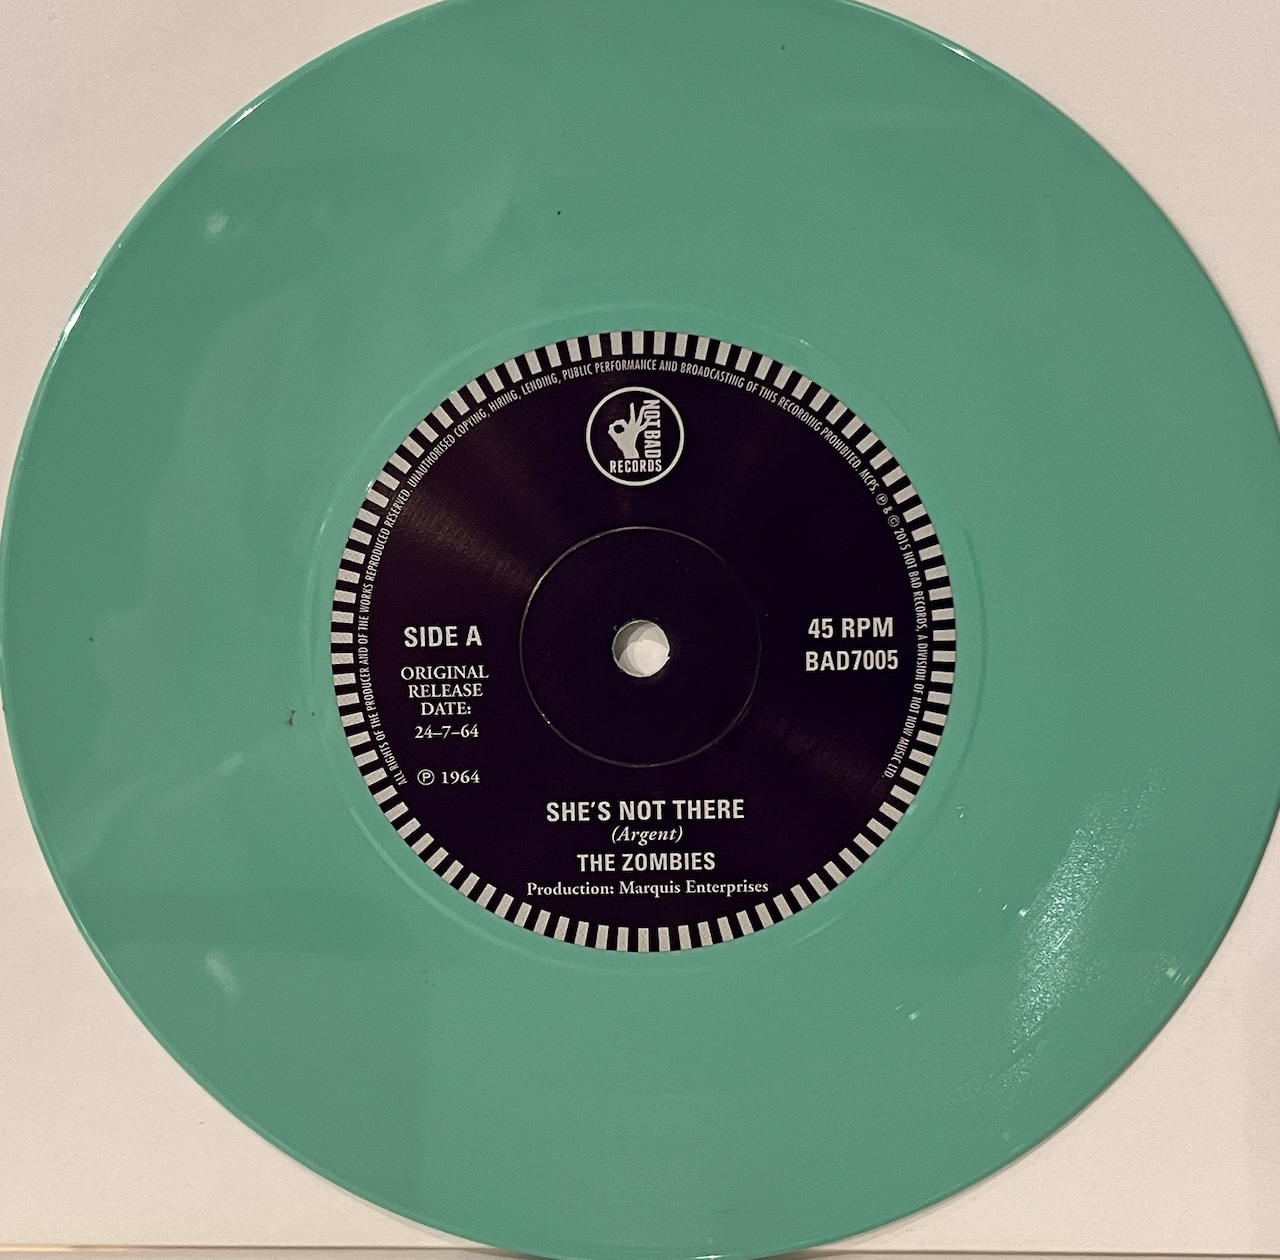 ALL RIGHTS OF THE PRODUCER AND OF THE WORKS REPRODUCED RESERVED. UNAUTHORISED COPYING, HIRING, LENDING, PUBLIC PERFORMANCE AND BROADCASTING OF THIS RECORDING PROHIBITED. MCPS. ℗ & © 2015 NOT BAD RECORDS, A DIVISION OF NOT NOW MUSIC LTD.
NOT BAD
RECORDS
SIDE A
ORIGINAL
RELEASE
DATE:
24–7–64
℗ 1964
45 RPM
BAD7005
SHE'S NOT THERE
(Argent)
THE ZOMBIES
Production: Marquis Enterprises